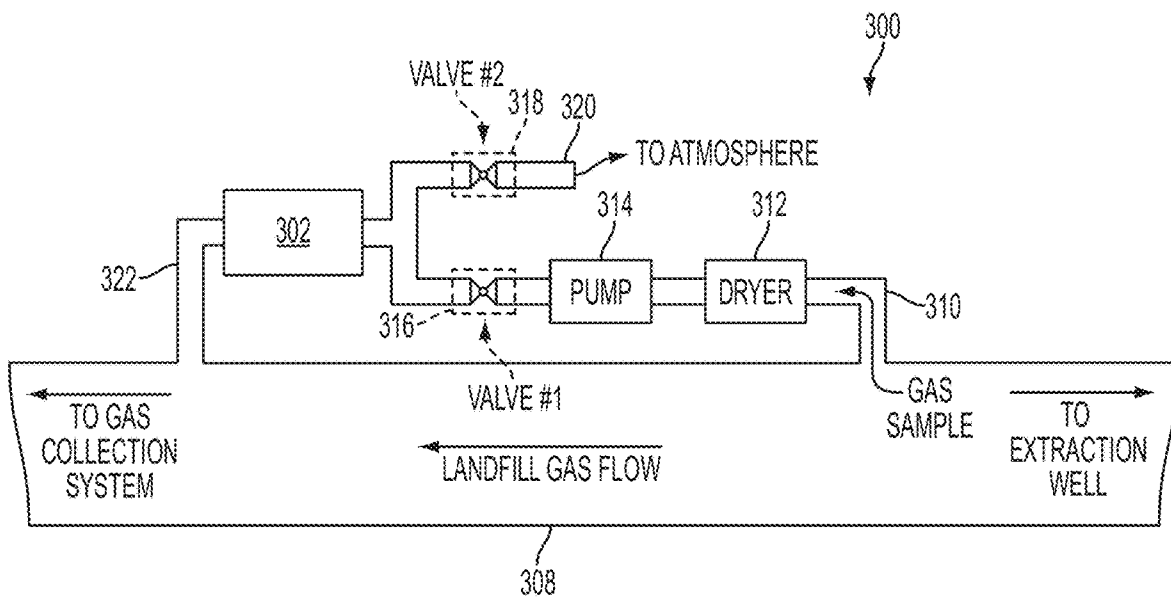 300
VALVE #2
318
320
TO ATMOSPHERE
302
314
312
322
PUMP
DRYER
310
316
VALVE #1
GAS
SAMPLE
TO GAS
COLLECTION
SYSTEM
LANDFILL GAS FLOW
TO
EXTRACTION
WELL
308